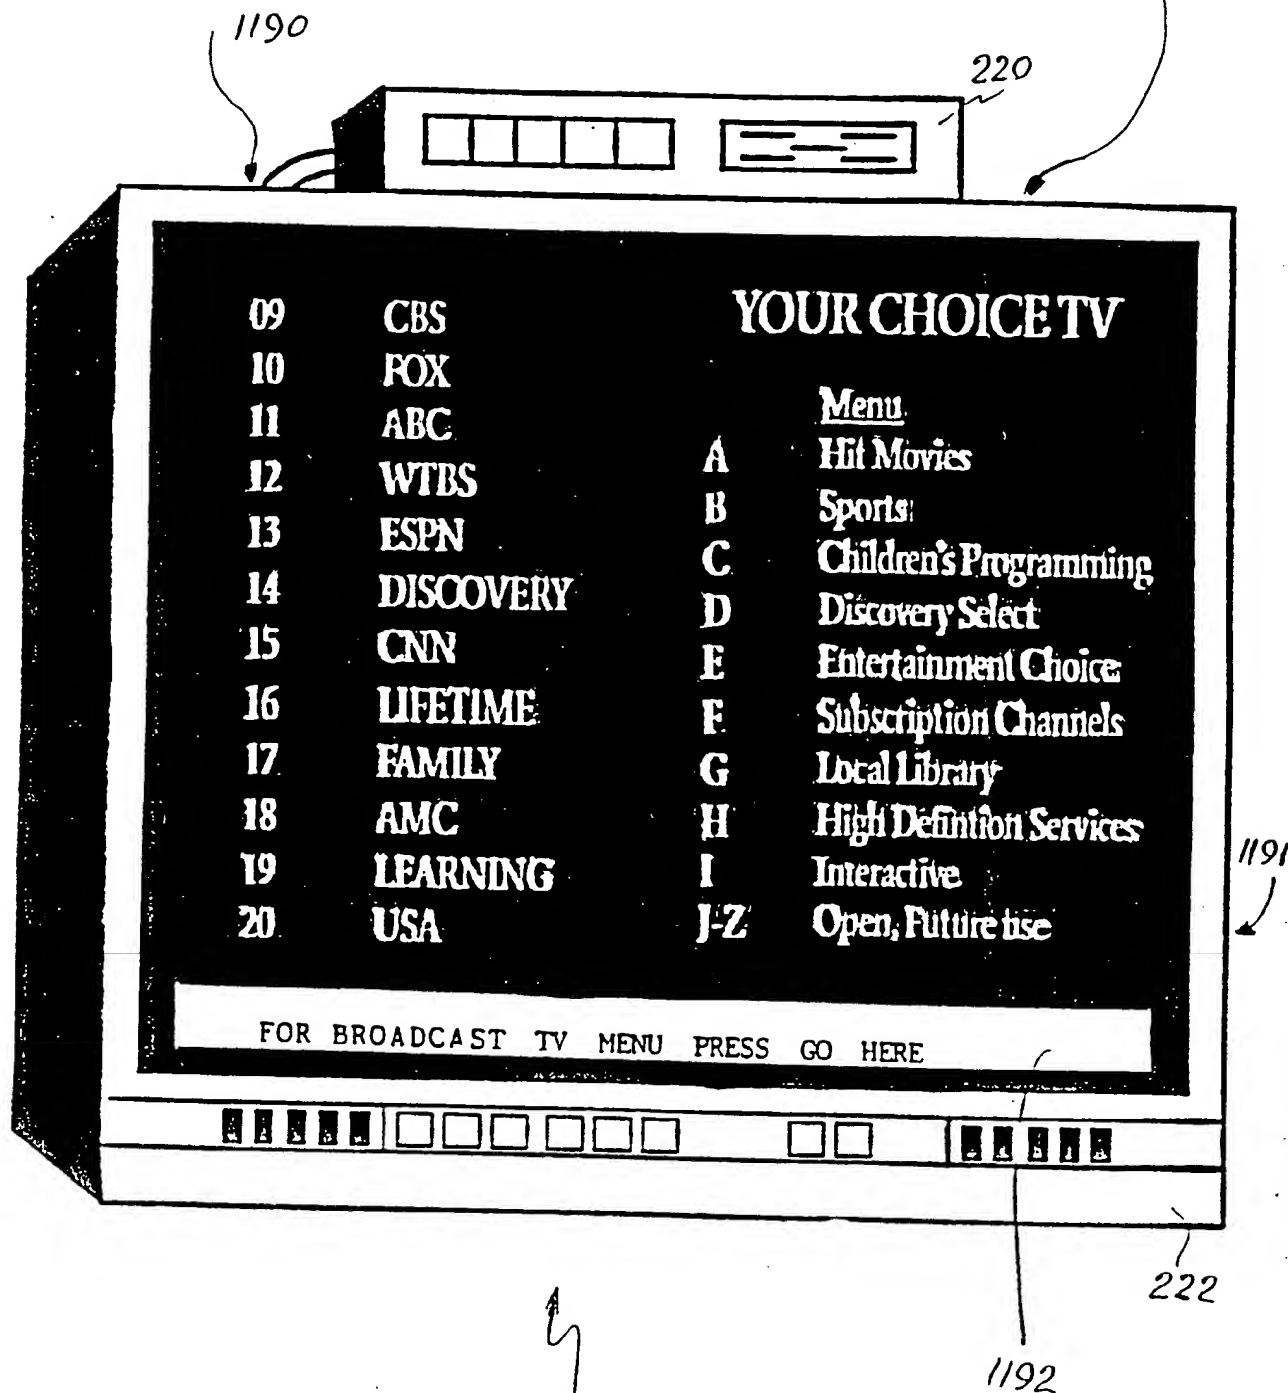 1190
220
09 CBS
10 FOX
11 ABC
12 WTBS
13 ESPN
14 DISCOVERY
15 CNN
16 LIFETIME
17 FAMILY
18 AMC
19 LEARNING
20 USA
YOUR CHOICE TV
Menu
A Hit Movies
B Sports
C Children's Programming
D Discovery Select
E Entertainment Choice
F Subscription Channels
G Local Library
H High Defintion Services
I Interactive
J-Z Open, Future use
1191
FOR BROADCAST TV MENU PRESS GO HERE
222
1192